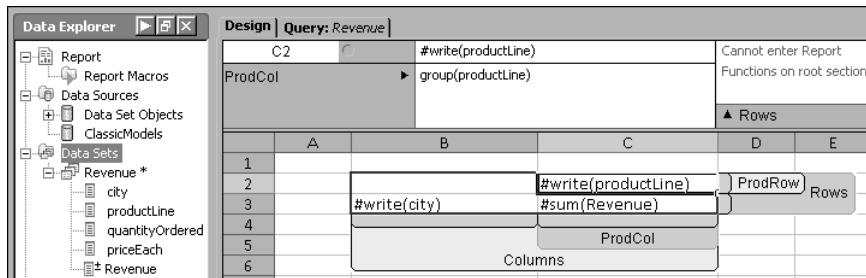 Data Explorer
Report
Report Macros
Data Sources
Data Set Objects
ClassicModels
Data Sets
Revenue *
city
productLine
quantityOrdered
priceEach
Revenue
Design Query: Revenue
C2 #write(productLine) Cannot enter Report
ProdCol group(productLine) Functions on root section
Rows
A B C D E
1
2 #write(productLine) ProdRow Rows
3 #write(city) #sum(Revenue)
4
5 ProdCol
6 Columns